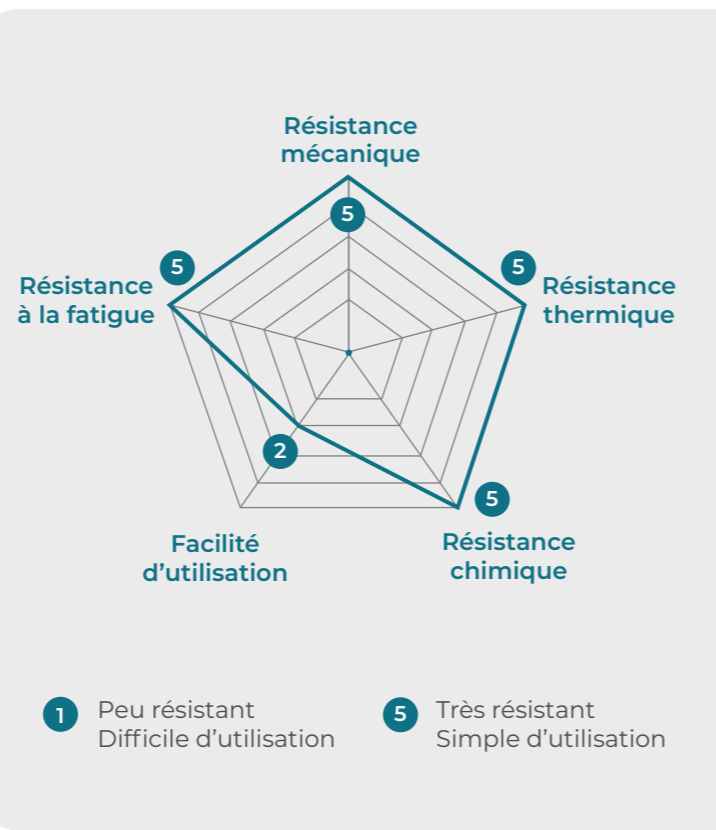 Résistance
mécanique
5
5
Résistance
à la fatigue
5
Résistance
thermique
2
5
Facilité
d’utilisation
Résistance
chimique
1
Peu résistant
Difficile d’utilisation
5
Très résistant
Simple d’utilisation